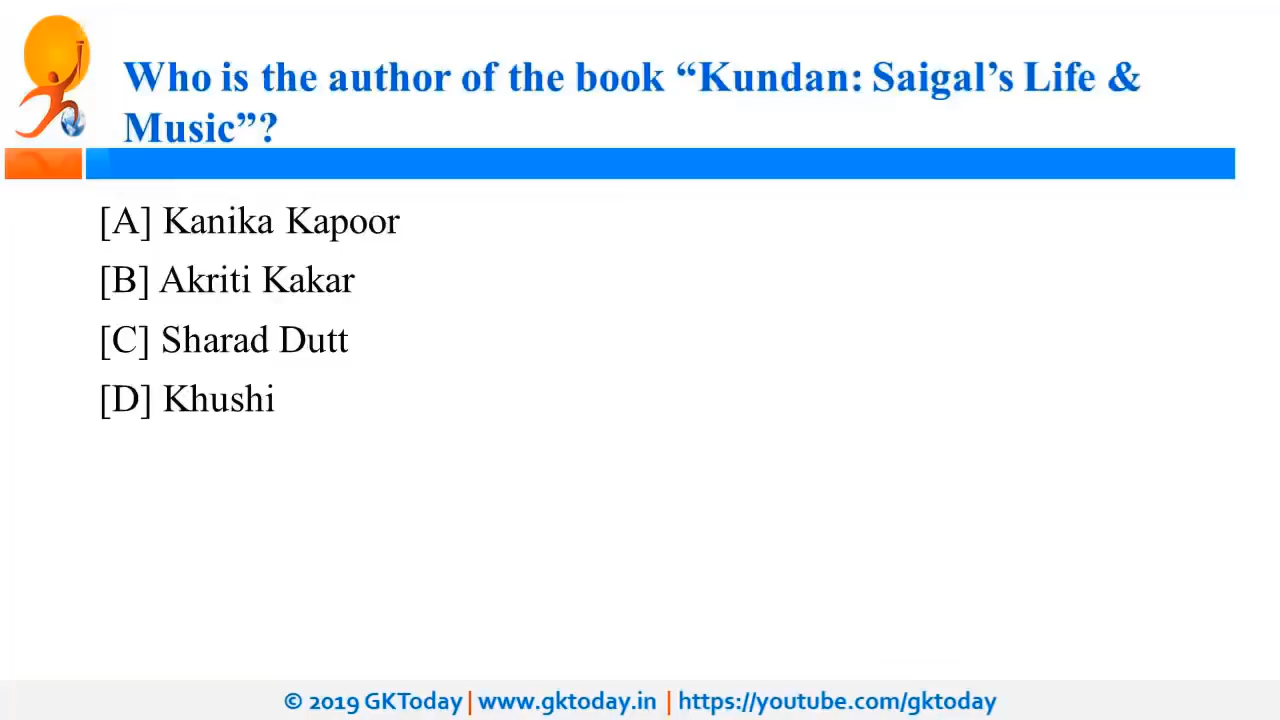 Who is the author of the book “Kundan: Saigal’s Life &
Music”?
[A] Kanika Kapoor
[B] Akriti Kakar
[C] Sharad Dutt
[D] Khushi
© 2019 GKToday | www.gktoday.in | https://youtube.com/gktoday